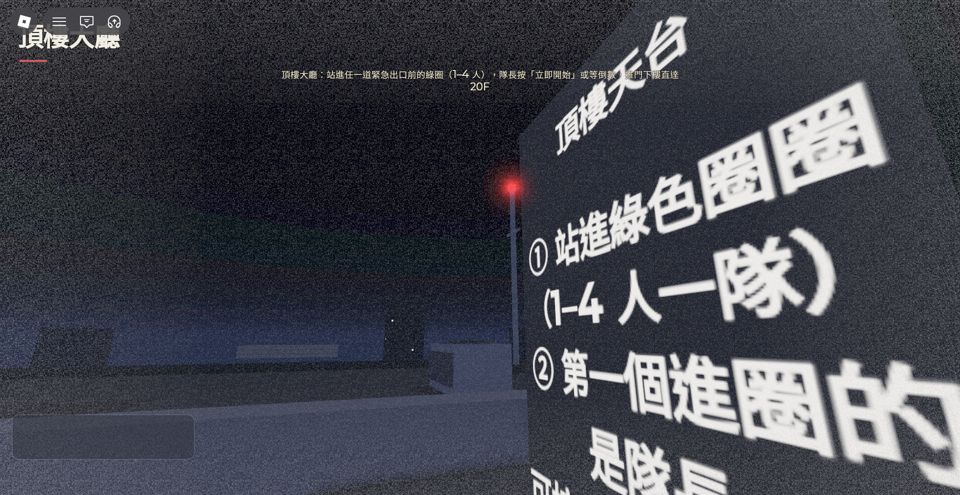 頂樓大廳
頂樓大廳：站進任一道緊急出口前的綠圈（1–4 人），隊長按「立即開始」或等倒數，
門下樓直達
20F
頂樓天台
① 站進綠色圈圈
（1–4 人一隊）
② 第一個進圈的
是隊長